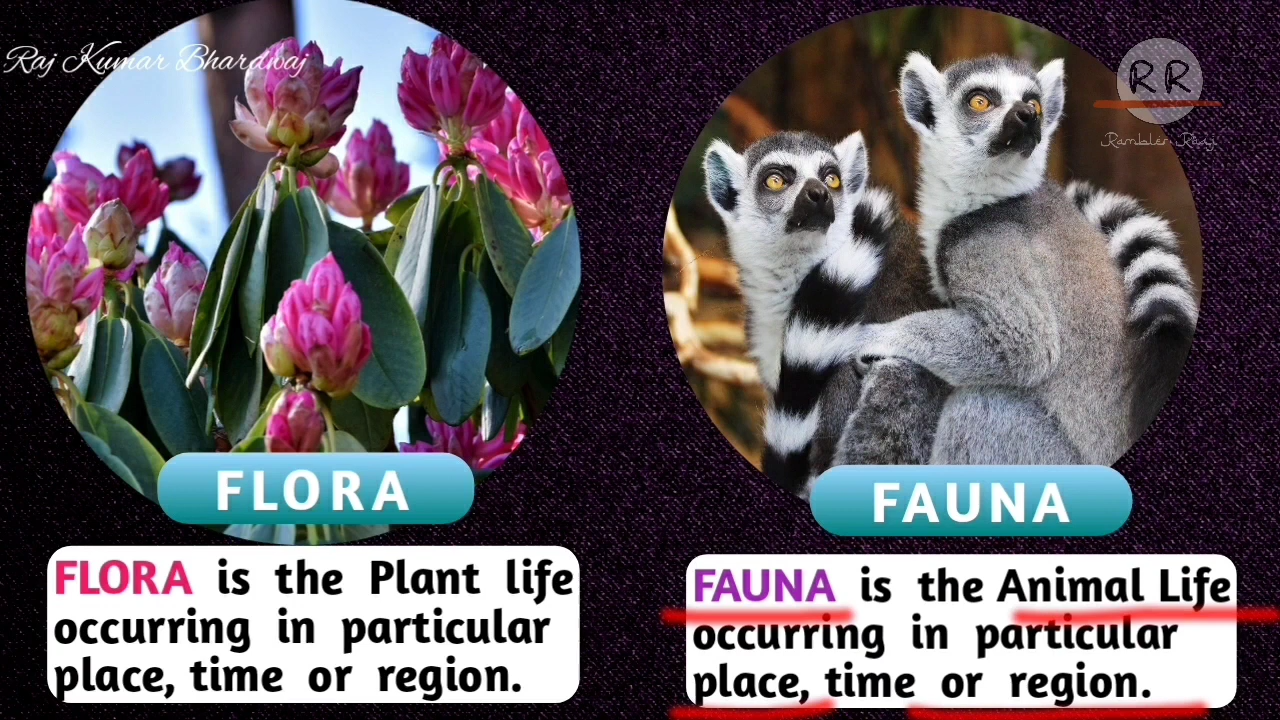 Raj Kumar Bhardwaj
RR
Rambler Ravi
FLORA
FLORA is the Plant life
occurring in particular
place, time or region.
FAUNA
FAUNA is the Animal Life
occurring in particular
place, time or region.